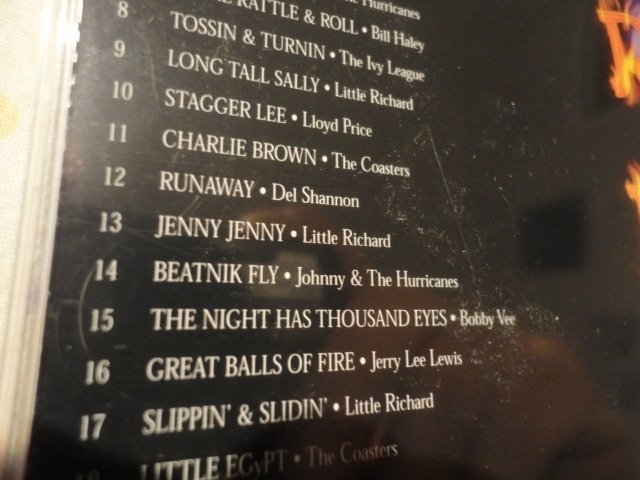 Hurricanes
RATTLE & ROLL • Bill Haley
8 TOSSIN & TURNIN • The Ivy League
9 LONG TALL SALLY • Little Richard
10 STAGGER LEE • Lloyd Price
11 CHARLIE BROWN • The Coasters
12 RUNAWAY • Del Shannon
13 JENNY JENNY • Little Richard
14 BEATNIK FLY • Johnny & The Hurricanes
15 THE NIGHT HAS THOUSAND EYES • Bobby Vee
16 GREAT BALLS OF FIRE • Jerry Lee Lewis
17 SLIPPIN' & SLIDIN' • Little Richard
18 LITTLE EGyPT • The Coasters